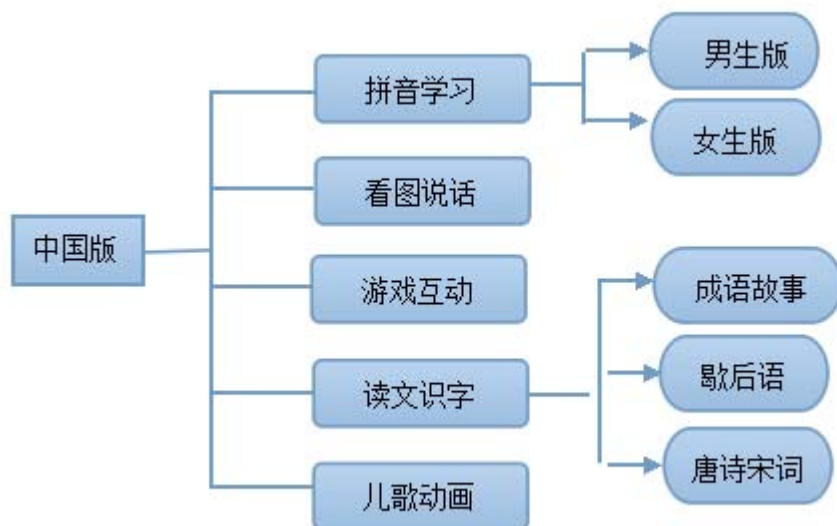 中国版
拼音学习
男生版
女生版
看图说话
游戏互动
读文识字
成语故事
歇后语
唐诗宋词
儿歌动画